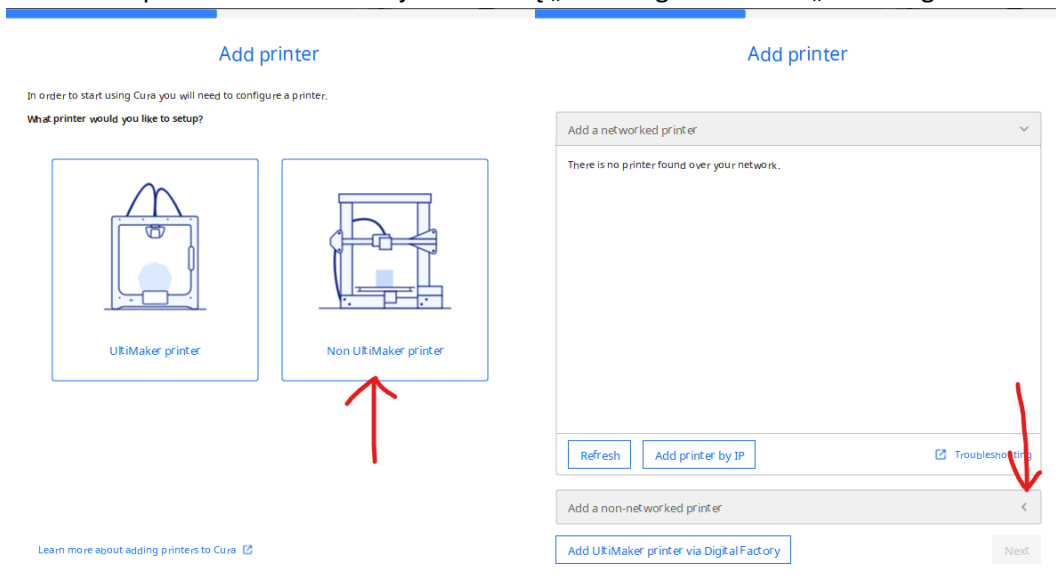 Add printer
In order to start using Cura you will need to configure a printer.
What printer would you like to setup?
UltiMaker printer
Non UltiMaker printer
Learn more about adding printers to Cura
Add printer
Add a networked printer
There is no printer found over your network.
Refresh
Add printer by IP
Troubleshooting
Add a non-networked printer
Add UltiMaker printer via Digital Factory
Next